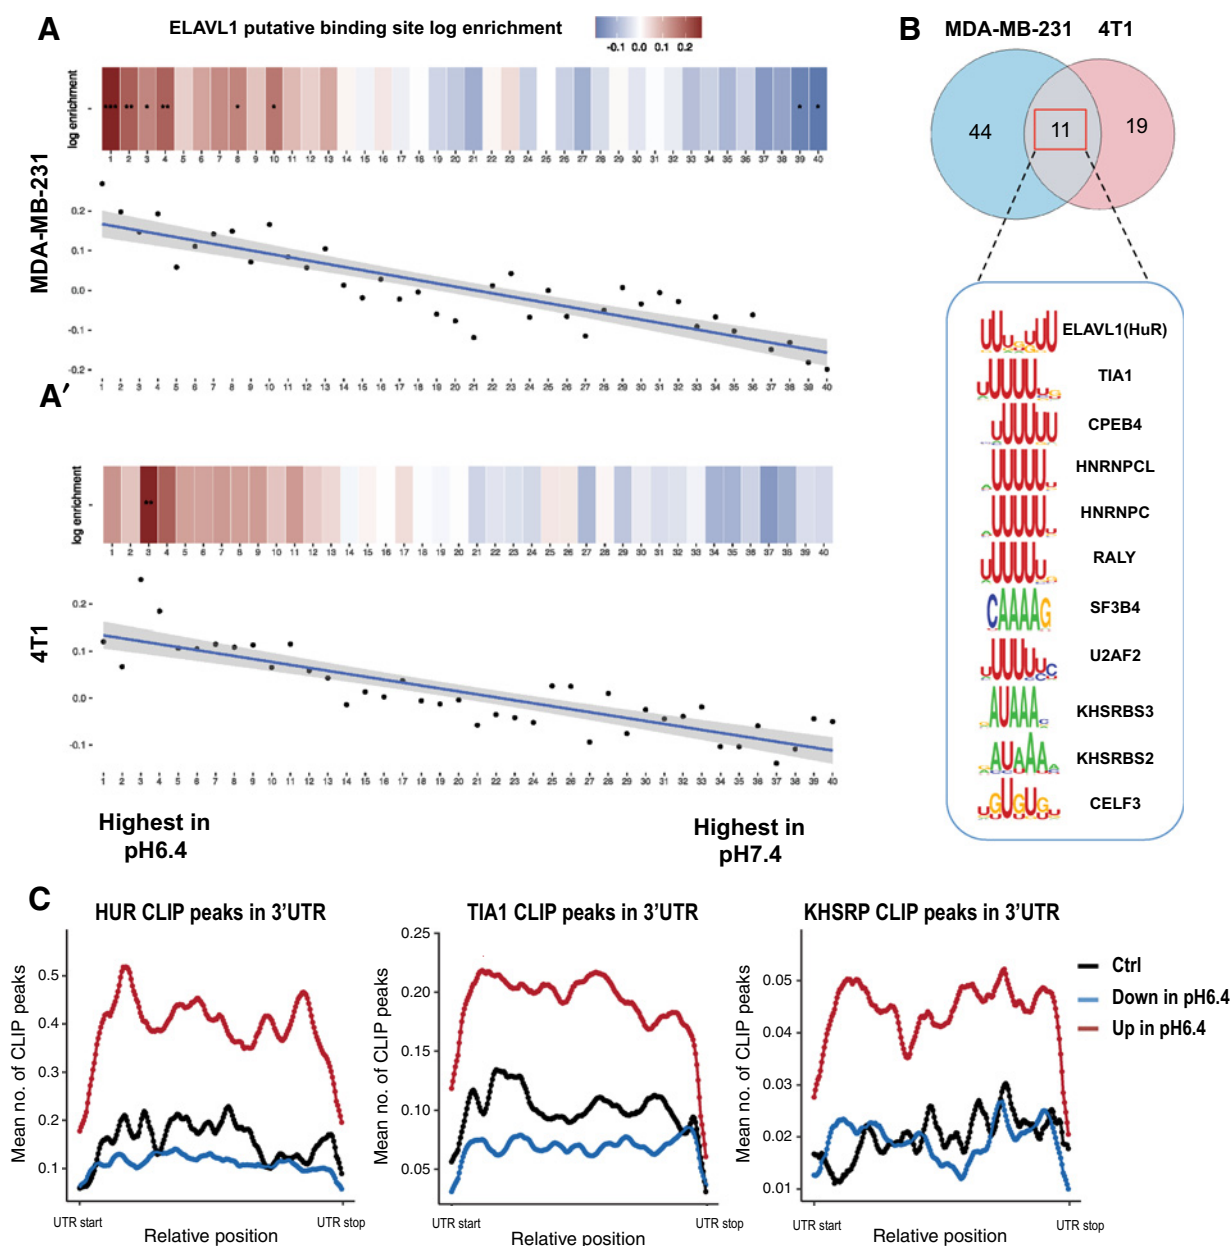 A
ELAVL1 putative binding site log enrichment
-0.1 0.0 0.1 0.2
log enrichment
MDA-MB-231
*** ** * ** * * * *
1 2 3 4 5 6 7 8 9 10 11 12 13 14 15 16 17 18 19 20 21 22 23 24 25 26 27 28 29 30 31 32 33 34 35 36 37 38 39 40
0.2
0.1
0.0
-0.1
-0.2
1 2 3 4 5 6 7 8 9 10 11 12 13 14 15 16 17 18 19 20 21 22 23 24 25 26 27 28 29 30 31 32 33 34 35 36 37 38 39 40
A′
log enrichment
4T1
**
1 2 3 4 5 6 7 8 9 10 11 12 13 14 15 16 17 18 19 20 21 22 23 24 25 26 27 28 29 30 31 32 33 34 35 36 37 38 39 40
0.2
0.1
0.0
-0.1
1 2 3 4 5 6 7 8 9 10 11 12 13 14 15 16 17 18 19 20 21 22 23 24 25 26 27 28 29 30 31 32 33 34 35 36 37 38 39 40
Highest in
pH6.4
Highest in
pH7.4
B
MDA-MB-231 4T1
44 11 19
ELAVL1(HuR)
TIA1
CPEB4
HNRNPCL
HNRNPC
RALY
CAAAAG SF3B4
U2AF2
AUAAA KHSRBS3
AUAAA KHSRBS2
GUGUG CELF3
C
HUR CLIP peaks in 3'UTR
Mean no. of CLIP peaks
0.5
0.4
0.3
0.2
0.1
UTR start UTR stop
Relative position
TIA1 CLIP peaks in 3'UTR
Mean no. of CLIP peaks
0.25
0.20
0.15
0.10
0.05
UTR start UTR stop
Relative position
KHSRP CLIP peaks in 3'UTR
Mean no. of CLIP peaks
0.05
0.04
0.03
0.02
0.01
UTR start UTR stop
Relative position
Ctrl
Down in pH6.4
Up in pH6.4